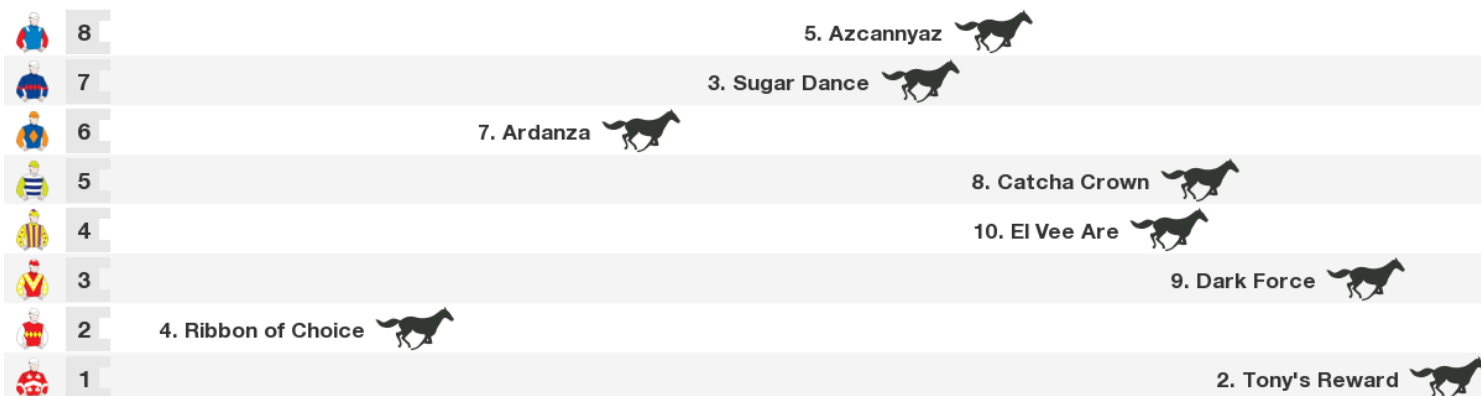 8 5. Azcannyaz
7 3. Sugar Dance
6 7. Ardanza
5 8. Catcha Crown
4 10. El Vee Are
3 9. Dark Force
2 4. Ribbon of Choice
1 2. Tony's Reward